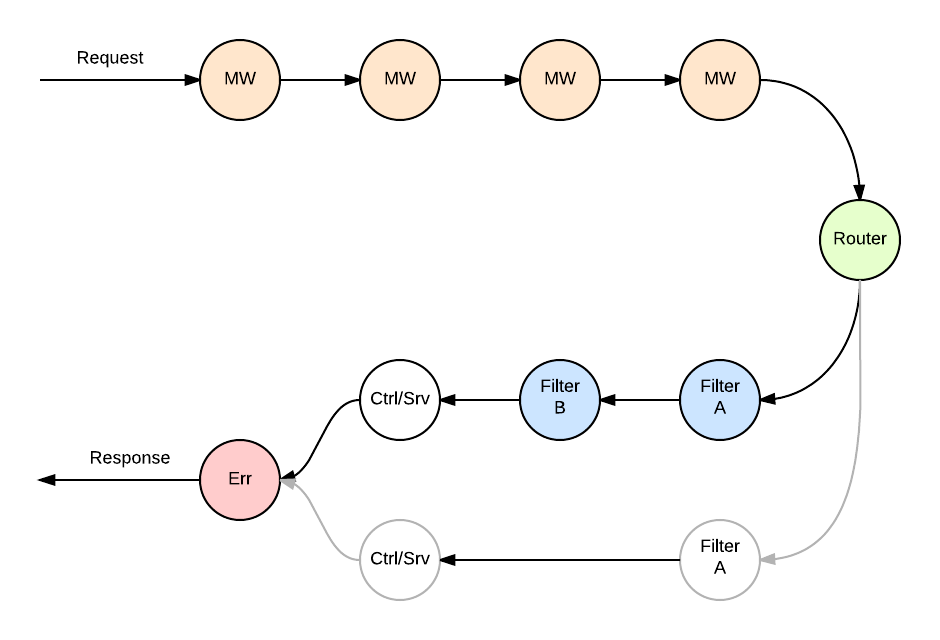 Request
MW
MW
MW
MW
Router
Ctrl/Srv
Filter
B
Filter
A
Response
Err
Ctrl/Srv
Filter
A